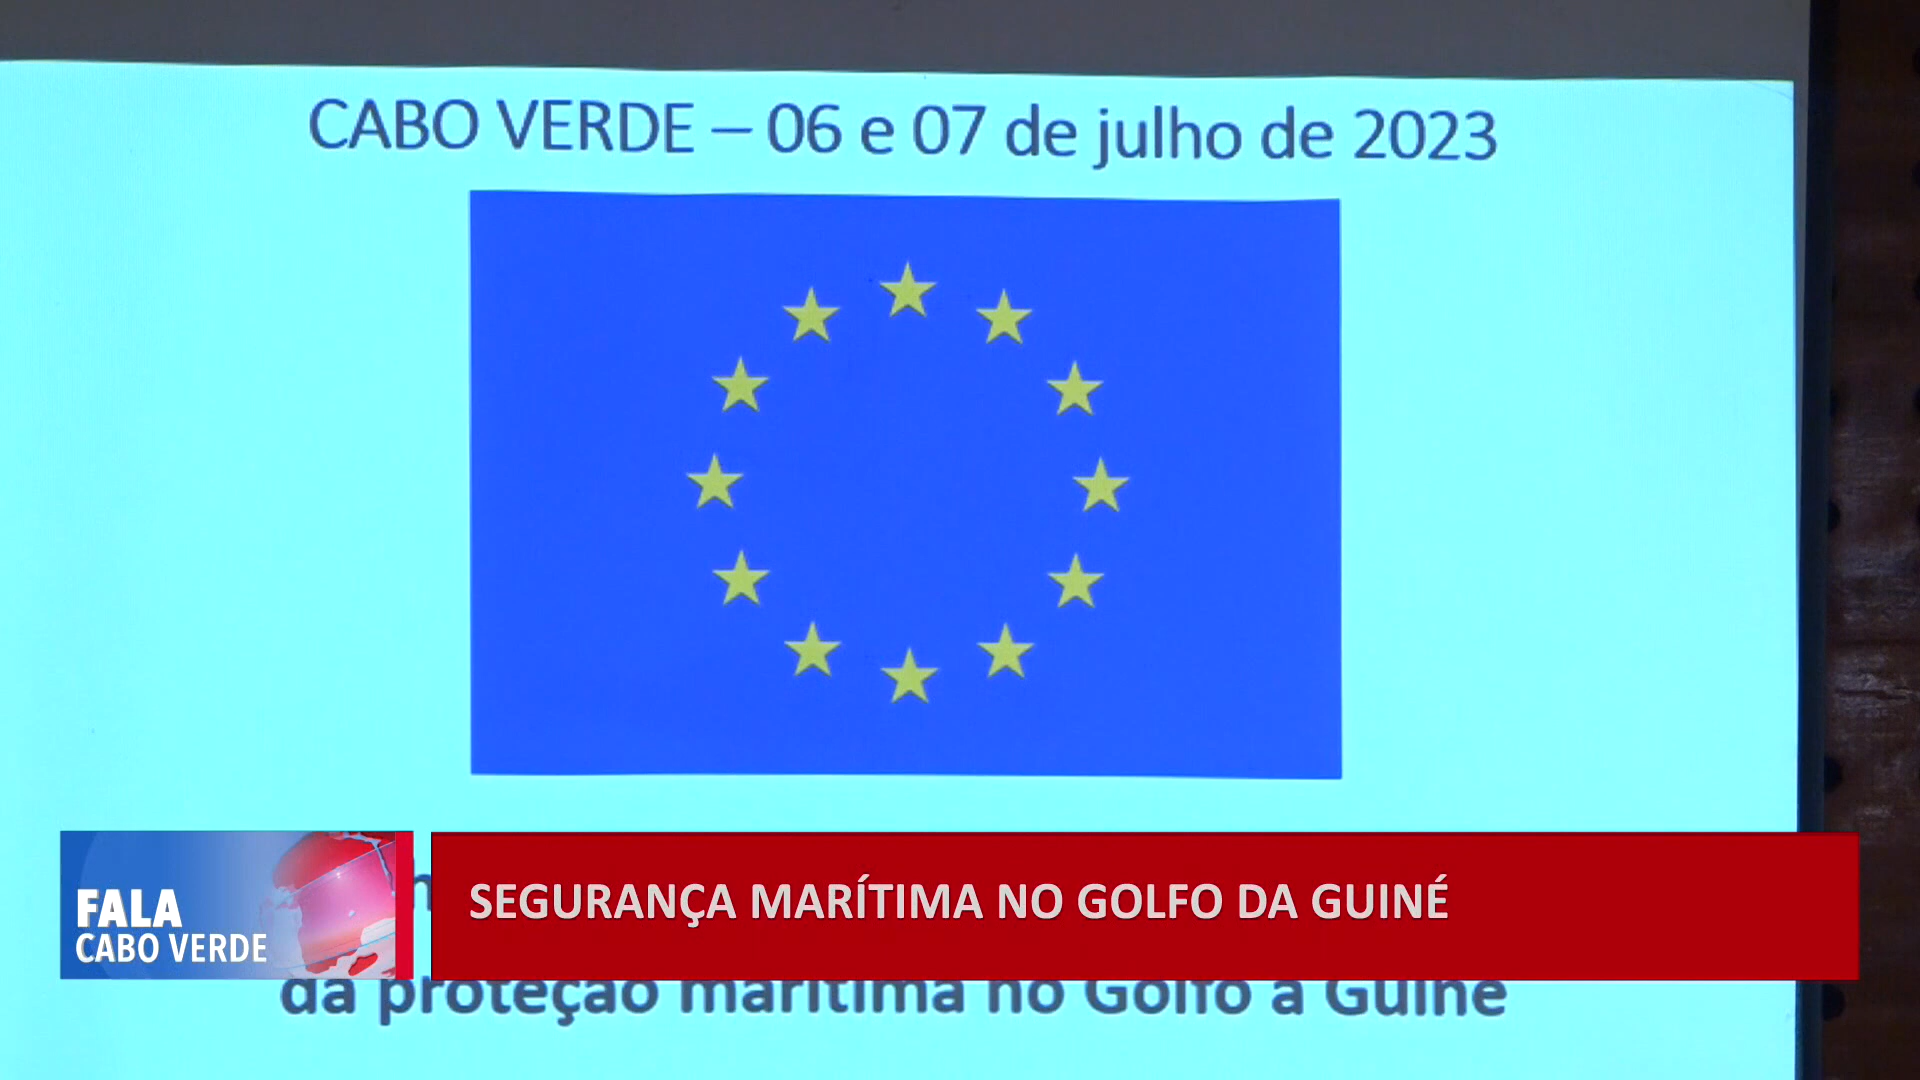 CABO VERDE – 06 e 07 de julho de 2023
FALA
CABO VERDE
SEGURANÇA MARÍTIMA NO GOLFO DA GUINÉ
da proteção marítima no Golfo a Guiné